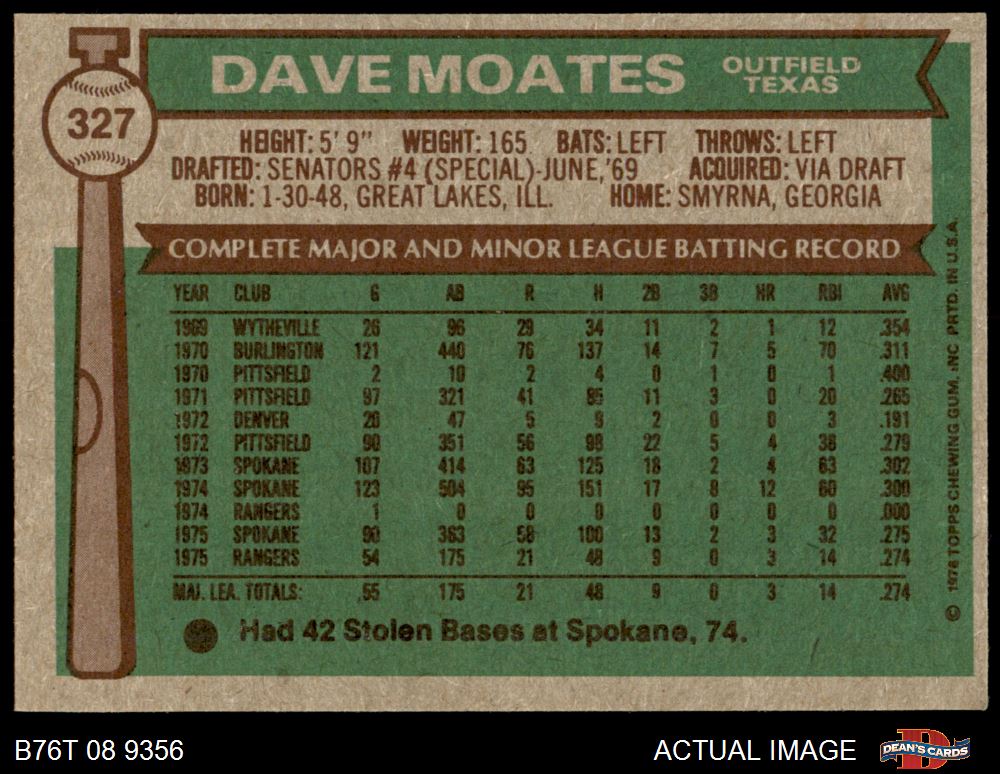 327
DAVE MOATES
OUTFIELD
TEXAS
HEIGHT: 5' 9" WEIGHT: 165 BATS: LEFT THROWS: LEFT
DRAFTED: SENATORS #4 (SPECIAL)-JUNE,'69 ACQUIRED: VIA DRAFT
BORN: 1-30-48, GREAT LAKES, ILL. HOME: SMYRNA, GEORGIA
COMPLETE MAJOR AND MINOR LEAGUE BATTING RECORD
YEAR CLUB G AB R H 2B 3B HR RBI AVG
1969 WYTHEVILLE 26 96 29 34 11 2 1 12 .354
1970 BURLINGTON 121 440 76 137 14 7 5 70 .311
1970 PITTSFIELD 2 10 2 4 0 1 0 1 .400
1971 PITTSFIELD 97 321 41 85 11 3 0 20 .265
1972 DENVER 20 47 5 9 2 0 0 3 .191
1972 PITTSFIELD 90 351 56 98 22 5 4 38 .279
1973 SPOKANE 107 414 63 125 18 2 4 63 .302
1974 SPOKANE 123 504 95 151 17 8 12 60 .300
1974 RANGERS 1 0 0 0 0 0 0 0 .000
1975 SPOKANE 90 363 58 100 13 2 3 32 .275
1975 RANGERS 54 175 21 48 9 0 3 14 .274
MAJ. LEA. TOTALS: 55 175 21 48 9 0 3 14 .274
Had 42 Stolen Bases at Spokane, 74.
© 1976 TOPPS CHEWING GUM, INC PRTD. IN U.S.A.
B76T 08 9356
ACTUAL IMAGE
DEAN'S CARDS